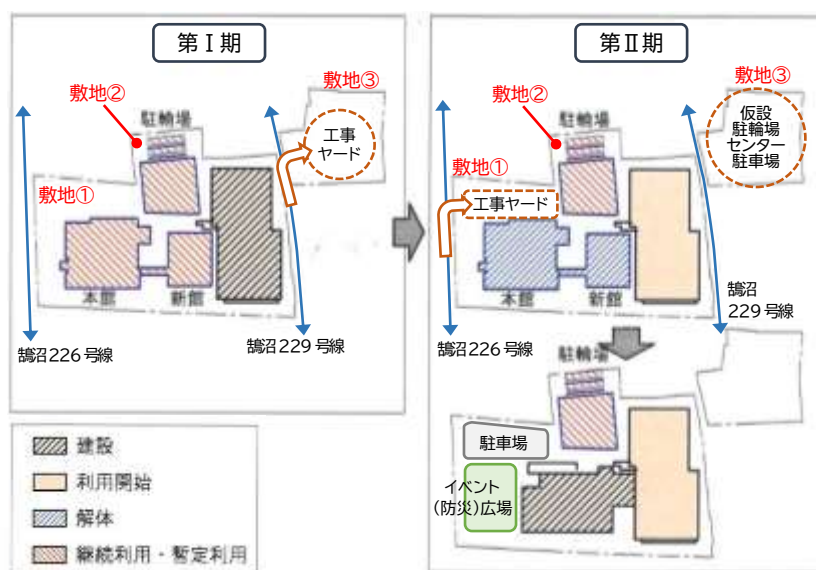 第Ⅰ期
敷地③
敷地②
駐輪場
工事
ヤード
敷地①
本館
新館
鵠沼226号線
鵠沼229号線
建設
利用開始
解体
継続利用・暫定利用
第Ⅱ期
敷地③
敷地②
駐輪場
仮設
駐輪場
センター
駐車場
敷地①
工事ヤード
本館
新館
鵠沼
229号線
鵠沼226号線
駐輪場
駐車場
イベント
(防災)広場